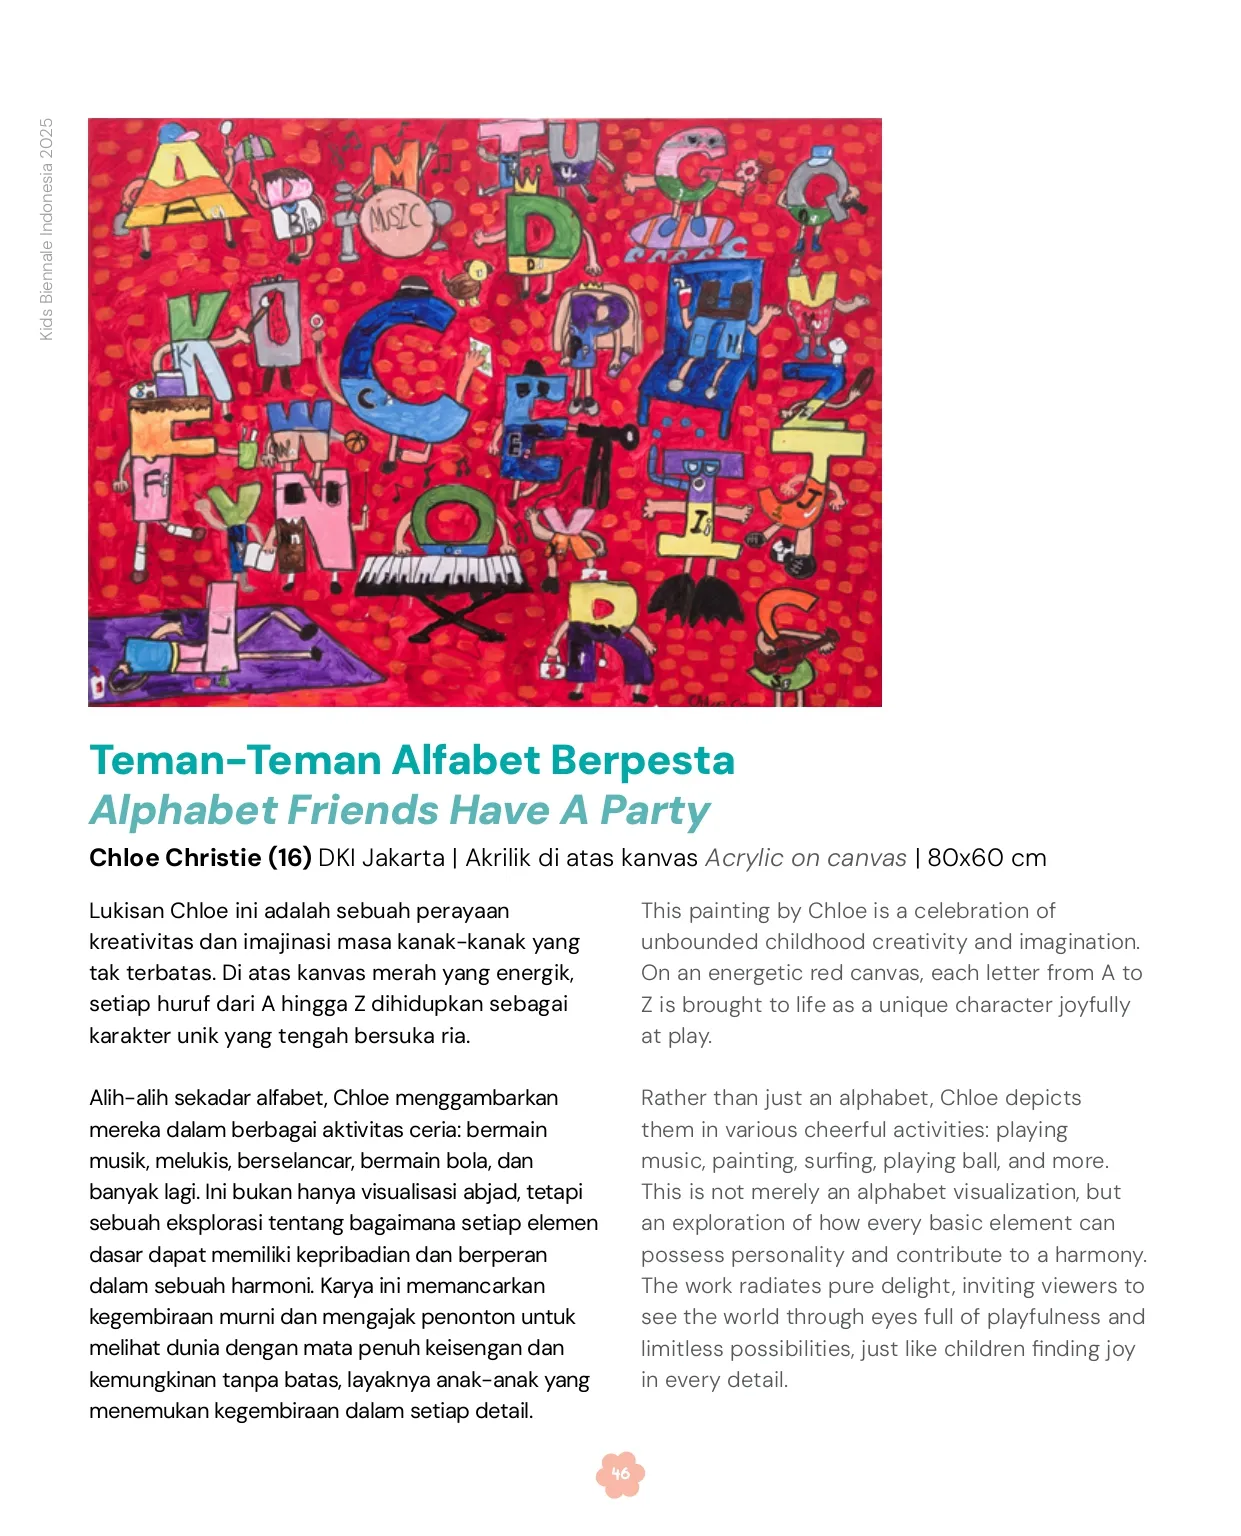 Kids Biennale Indonesia 2025
MUSIC
Teman-Teman Alfabet Berpesta
Alphabet Friends Have A Party
Chloe Christie (16) DKI Jakarta | Akrilik di atas kanvas Acrylic on canvas | 80x60 cm
Lukisan Chloe ini adalah sebuah perayaan
kreativitas dan imajinasi masa kanak-kanak yang
tak terbatas. Di atas kanvas merah yang energik,
setiap huruf dari A hingga Z dihidupkan sebagai
karakter unik yang tengah bersuka ria.
Alih-alih sekadar alfabet, Chloe menggambarkan
mereka dalam berbagai aktivitas ceria: bermain
musik, melukis, berselancar, bermain bola, dan
banyak lagi. Ini bukan hanya visualisasi abjad, tetapi
sebuah eksplorasi tentang bagaimana setiap elemen
dasar dapat memiliki kepribadian dan berperan
dalam sebuah harmoni. Karya ini memancarkan
kegembiraan murni dan mengajak penonton untuk
melihat dunia dengan mata penuh keisengan dan
kemungkinan tanpa batas, layaknya anak-anak yang
menemukan kegembiraan dalam setiap detail.
This painting by Chloe is a celebration of
unbounded childhood creativity and imagination.
On an energetic red canvas, each letter from A to
Z is brought to life as a unique character joyfully
at play.
Rather than just an alphabet, Chloe depicts
them in various cheerful activities: playing
music, painting, surfing, playing ball, and more.
This is not merely an alphabet visualization, but
an exploration of how every basic element can
possess personality and contribute to a harmony.
The work radiates pure delight, inviting viewers to
see the world through eyes full of playfulness and
limitless possibilities, just like children finding joy
in every detail.
46